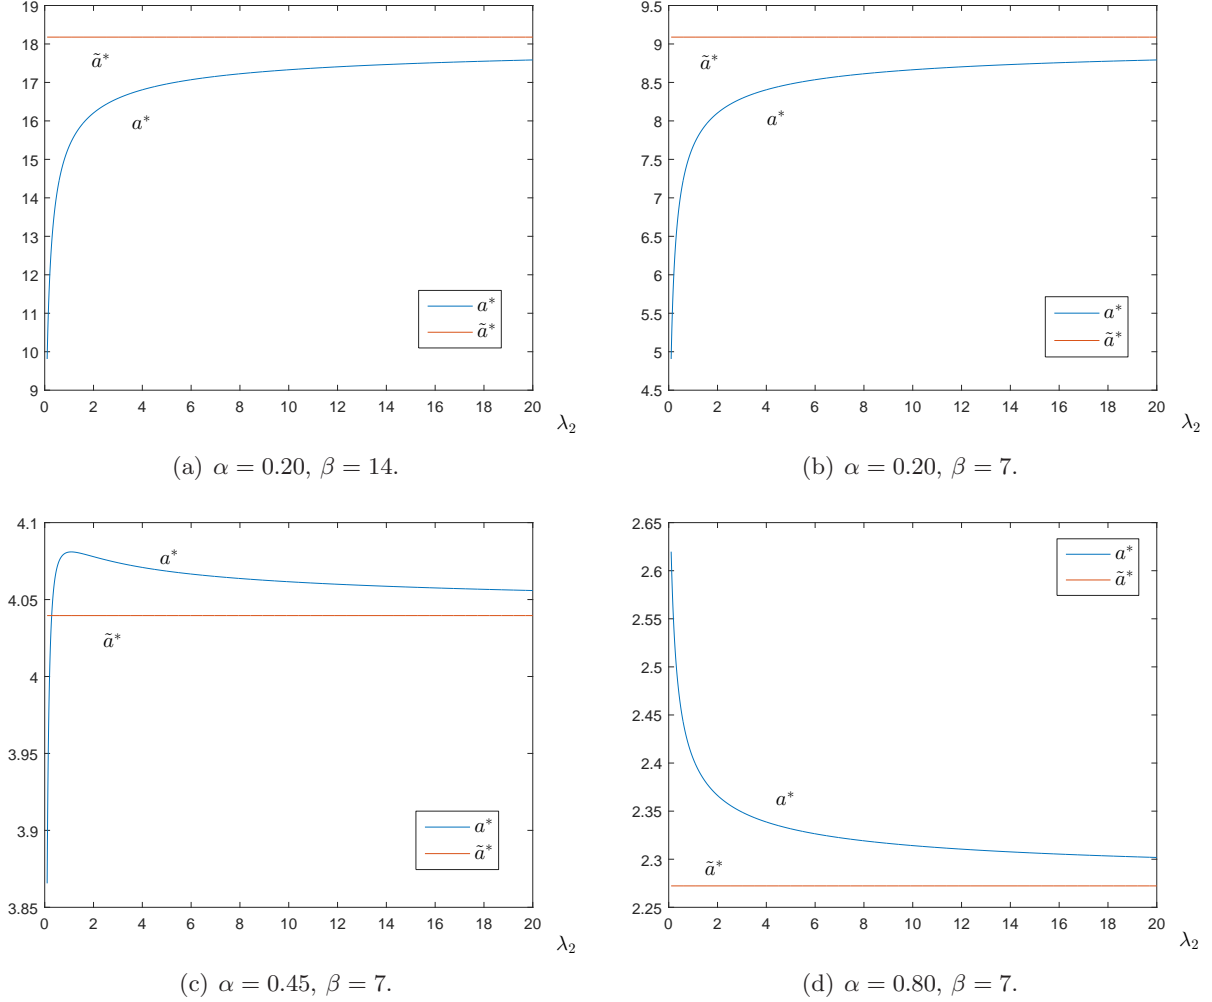 19
18
17
16
15
14
13
12
11
10
9
ã*
a*
a*
ã*
0 2 4 6 8 10 12 14 16 18 20
λ₂
(a) α = 0.20, β = 14.
9.5
9
8.5
8
7.5
7
6.5
6
5.5
5
4.5
ã*
a*
a*
ã*
0 2 4 6 8 10 12 14 16 18 20
λ₂
(b) α = 0.20, β = 7.
4.1
4.05
4
3.95
3.9
3.85
a*
ã*
a*
ã*
0 2 4 6 8 10 12 14 16 18 20
λ₂
(c) α = 0.45, β = 7.
2.65
2.6
2.55
2.5
2.45
2.4
2.35
2.3
2.25
a*
ã*
a*
ã*
0 2 4 6 8 10 12 14 16 18 20
λ₂
(d) α = 0.80, β = 7.